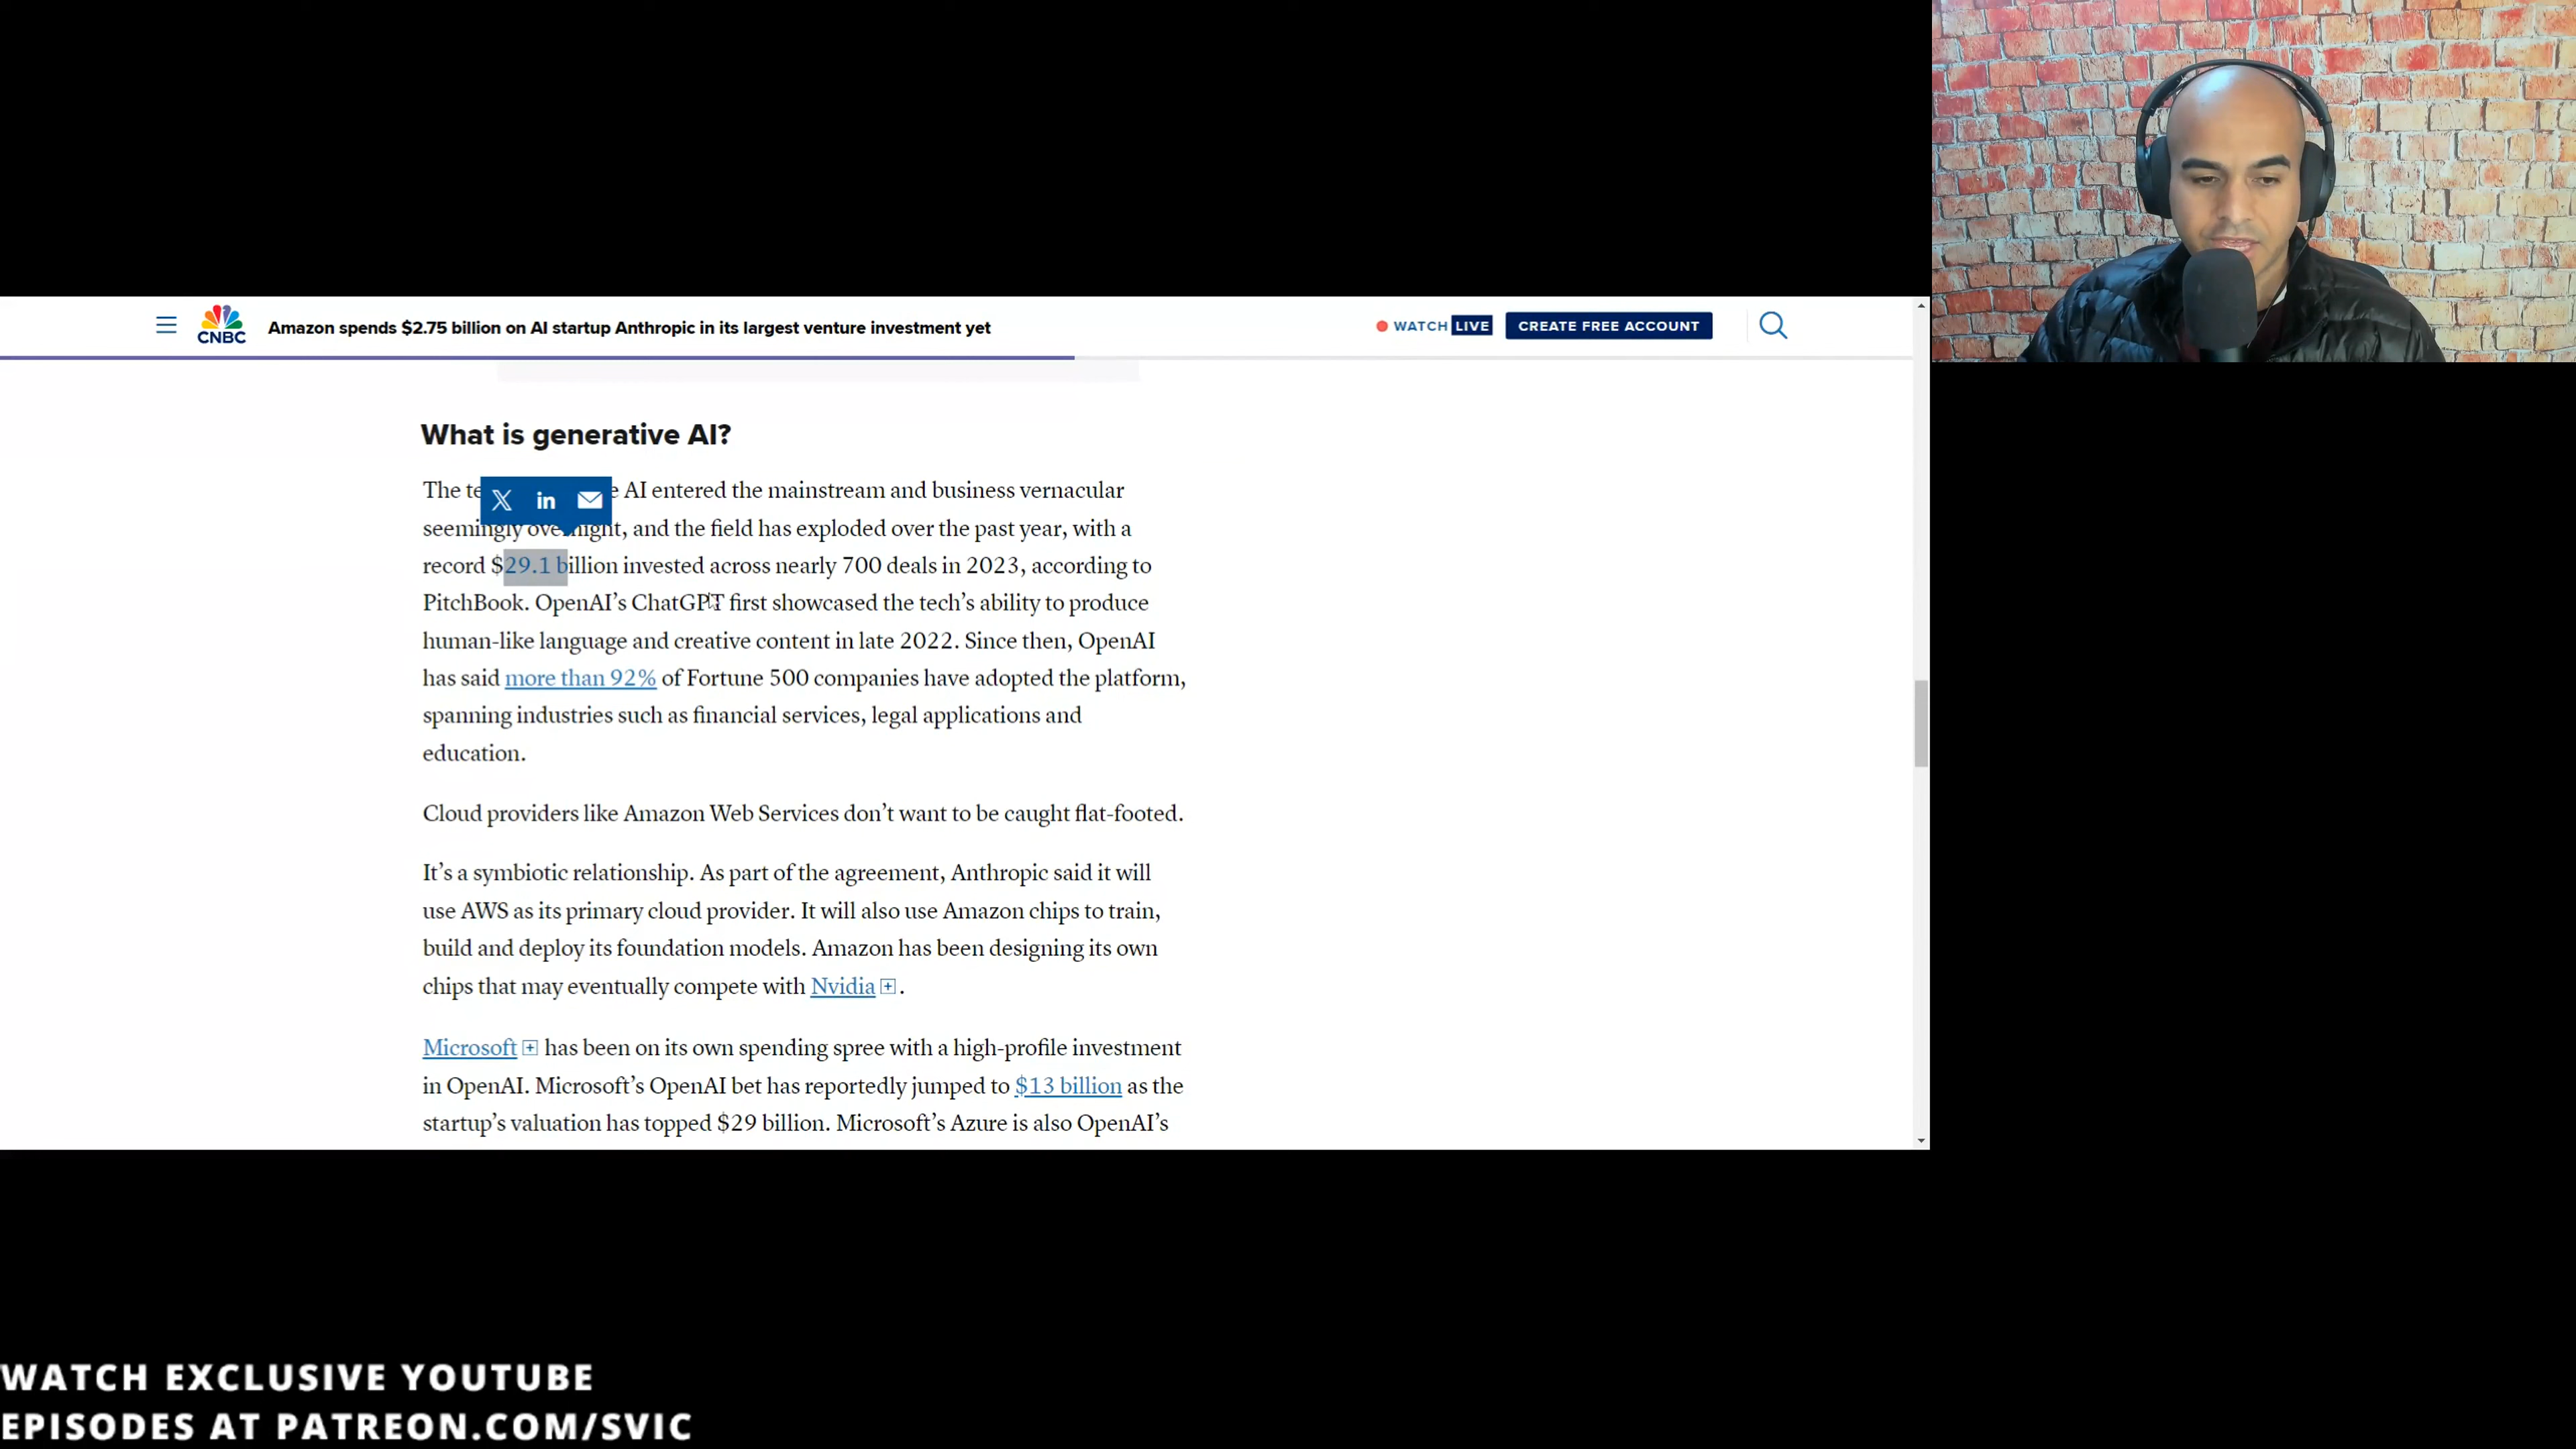 CNBC
Amazon spends $2.75 billion on AI startup Anthropic in its largest venture investment yet
WATCH LIVE
CREATE FREE ACCOUNT
What is generative AI?
The AI entered the mainstream and business vernacular
seemingly overnight, and the field has exploded over the past year, with a
record $29.1 billion invested across nearly 700 deals in 2023, according to
PitchBook. OpenAI’s ChatGPT first showcased the tech’s ability to produce
human-like language and creative content in late 2022. Since then, OpenAI
has said more than 92% of Fortune 500 companies have adopted the platform,
spanning industries such as financial services, legal applications and
education.
Cloud providers like Amazon Web Services don’t want to be caught flat-footed.
It’s a symbiotic relationship. As part of the agreement, Anthropic said it will
use AWS as its primary cloud provider. It will also use Amazon chips to train,
build and deploy its foundation models. Amazon has been designing its own
chips that may eventually compete with Nvidia.
Microsoft has been on its own spending spree with a high-profile investment
in OpenAI. Microsoft’s OpenAI bet has reportedly jumped to $13 billion as the
startup’s valuation has topped $29 billion. Microsoft’s Azure is also OpenAI’s
WATCH EXCLUSIVE YOUTUBE
EPISODES AT PATREON.COM/SVIC